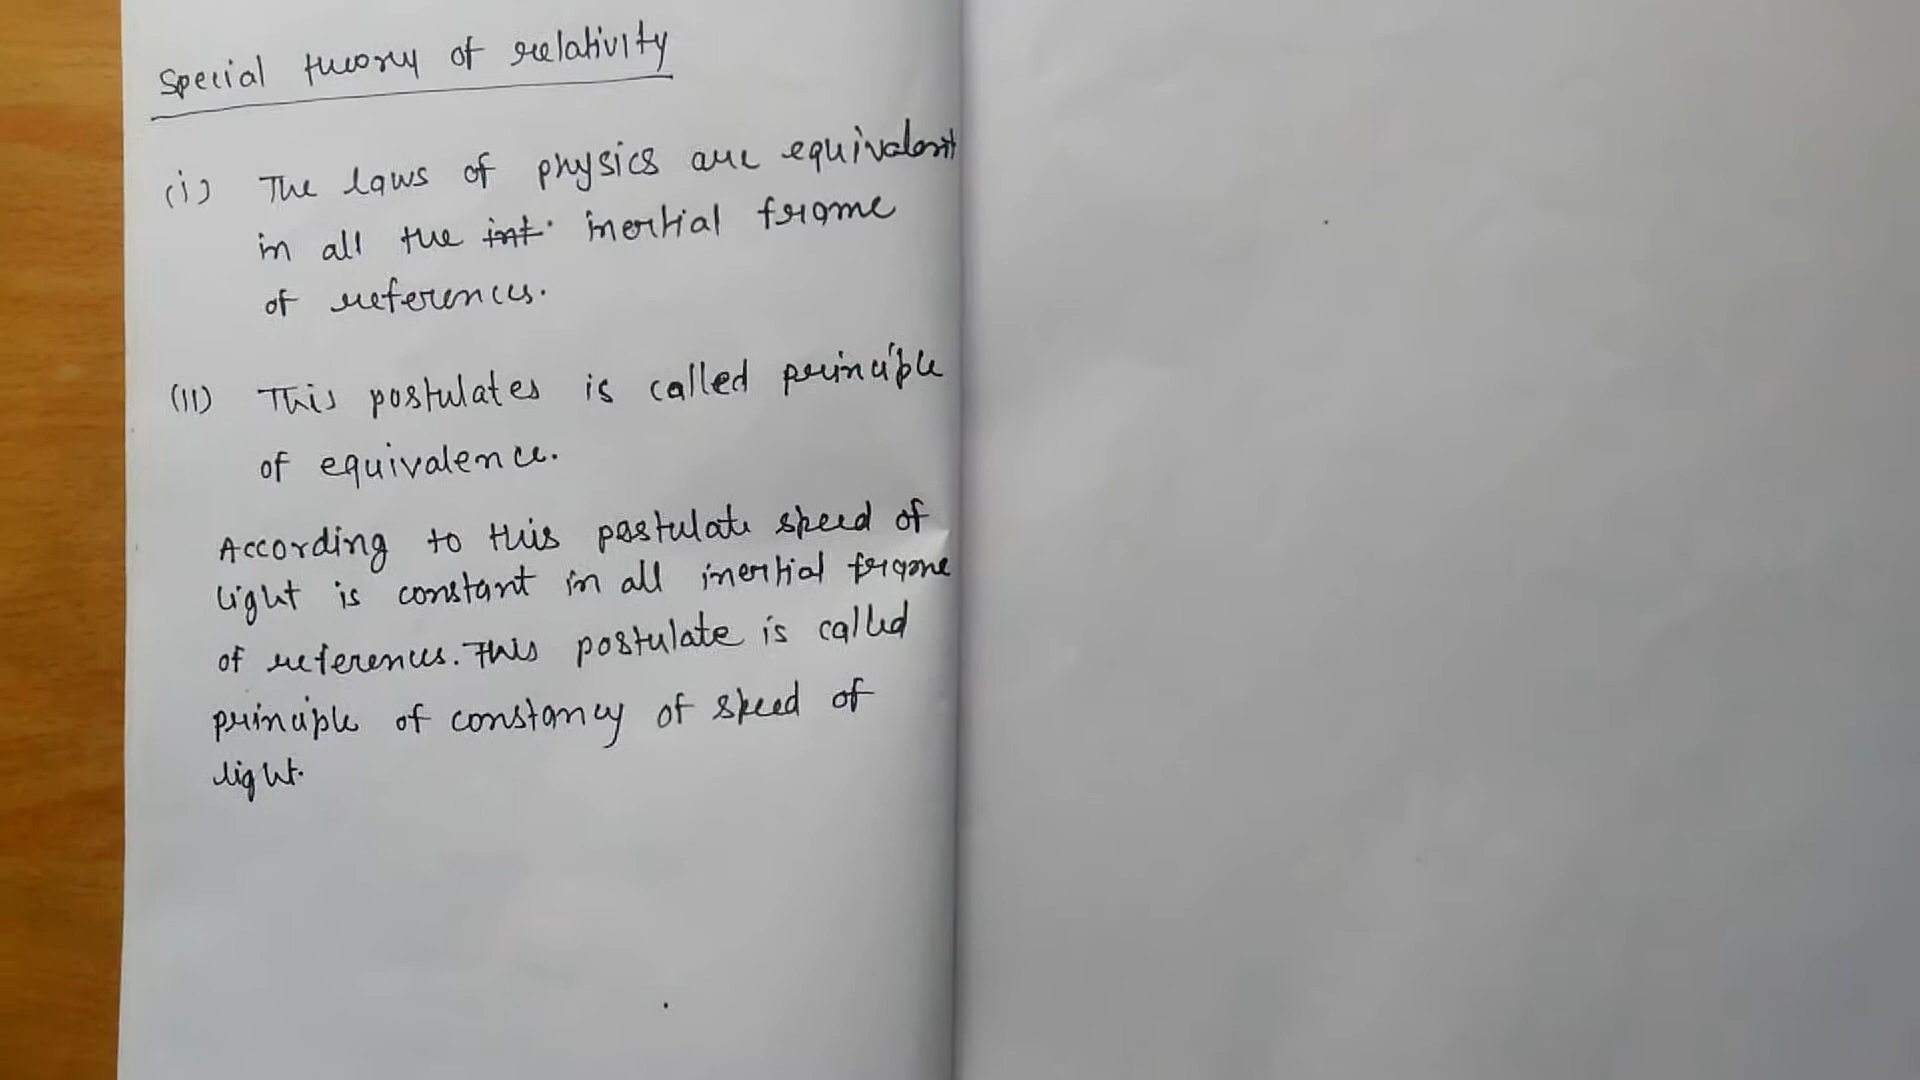 Special theory of relativity
(i) The laws of physics are equivalent
in all the int. inertial frame
of references.
(II) This postulates is called principle
of equivalence.
According to this postulate speed of
light is constant in all inertial frame
of references. This postulate is called
principle of constancy of speed of
light.